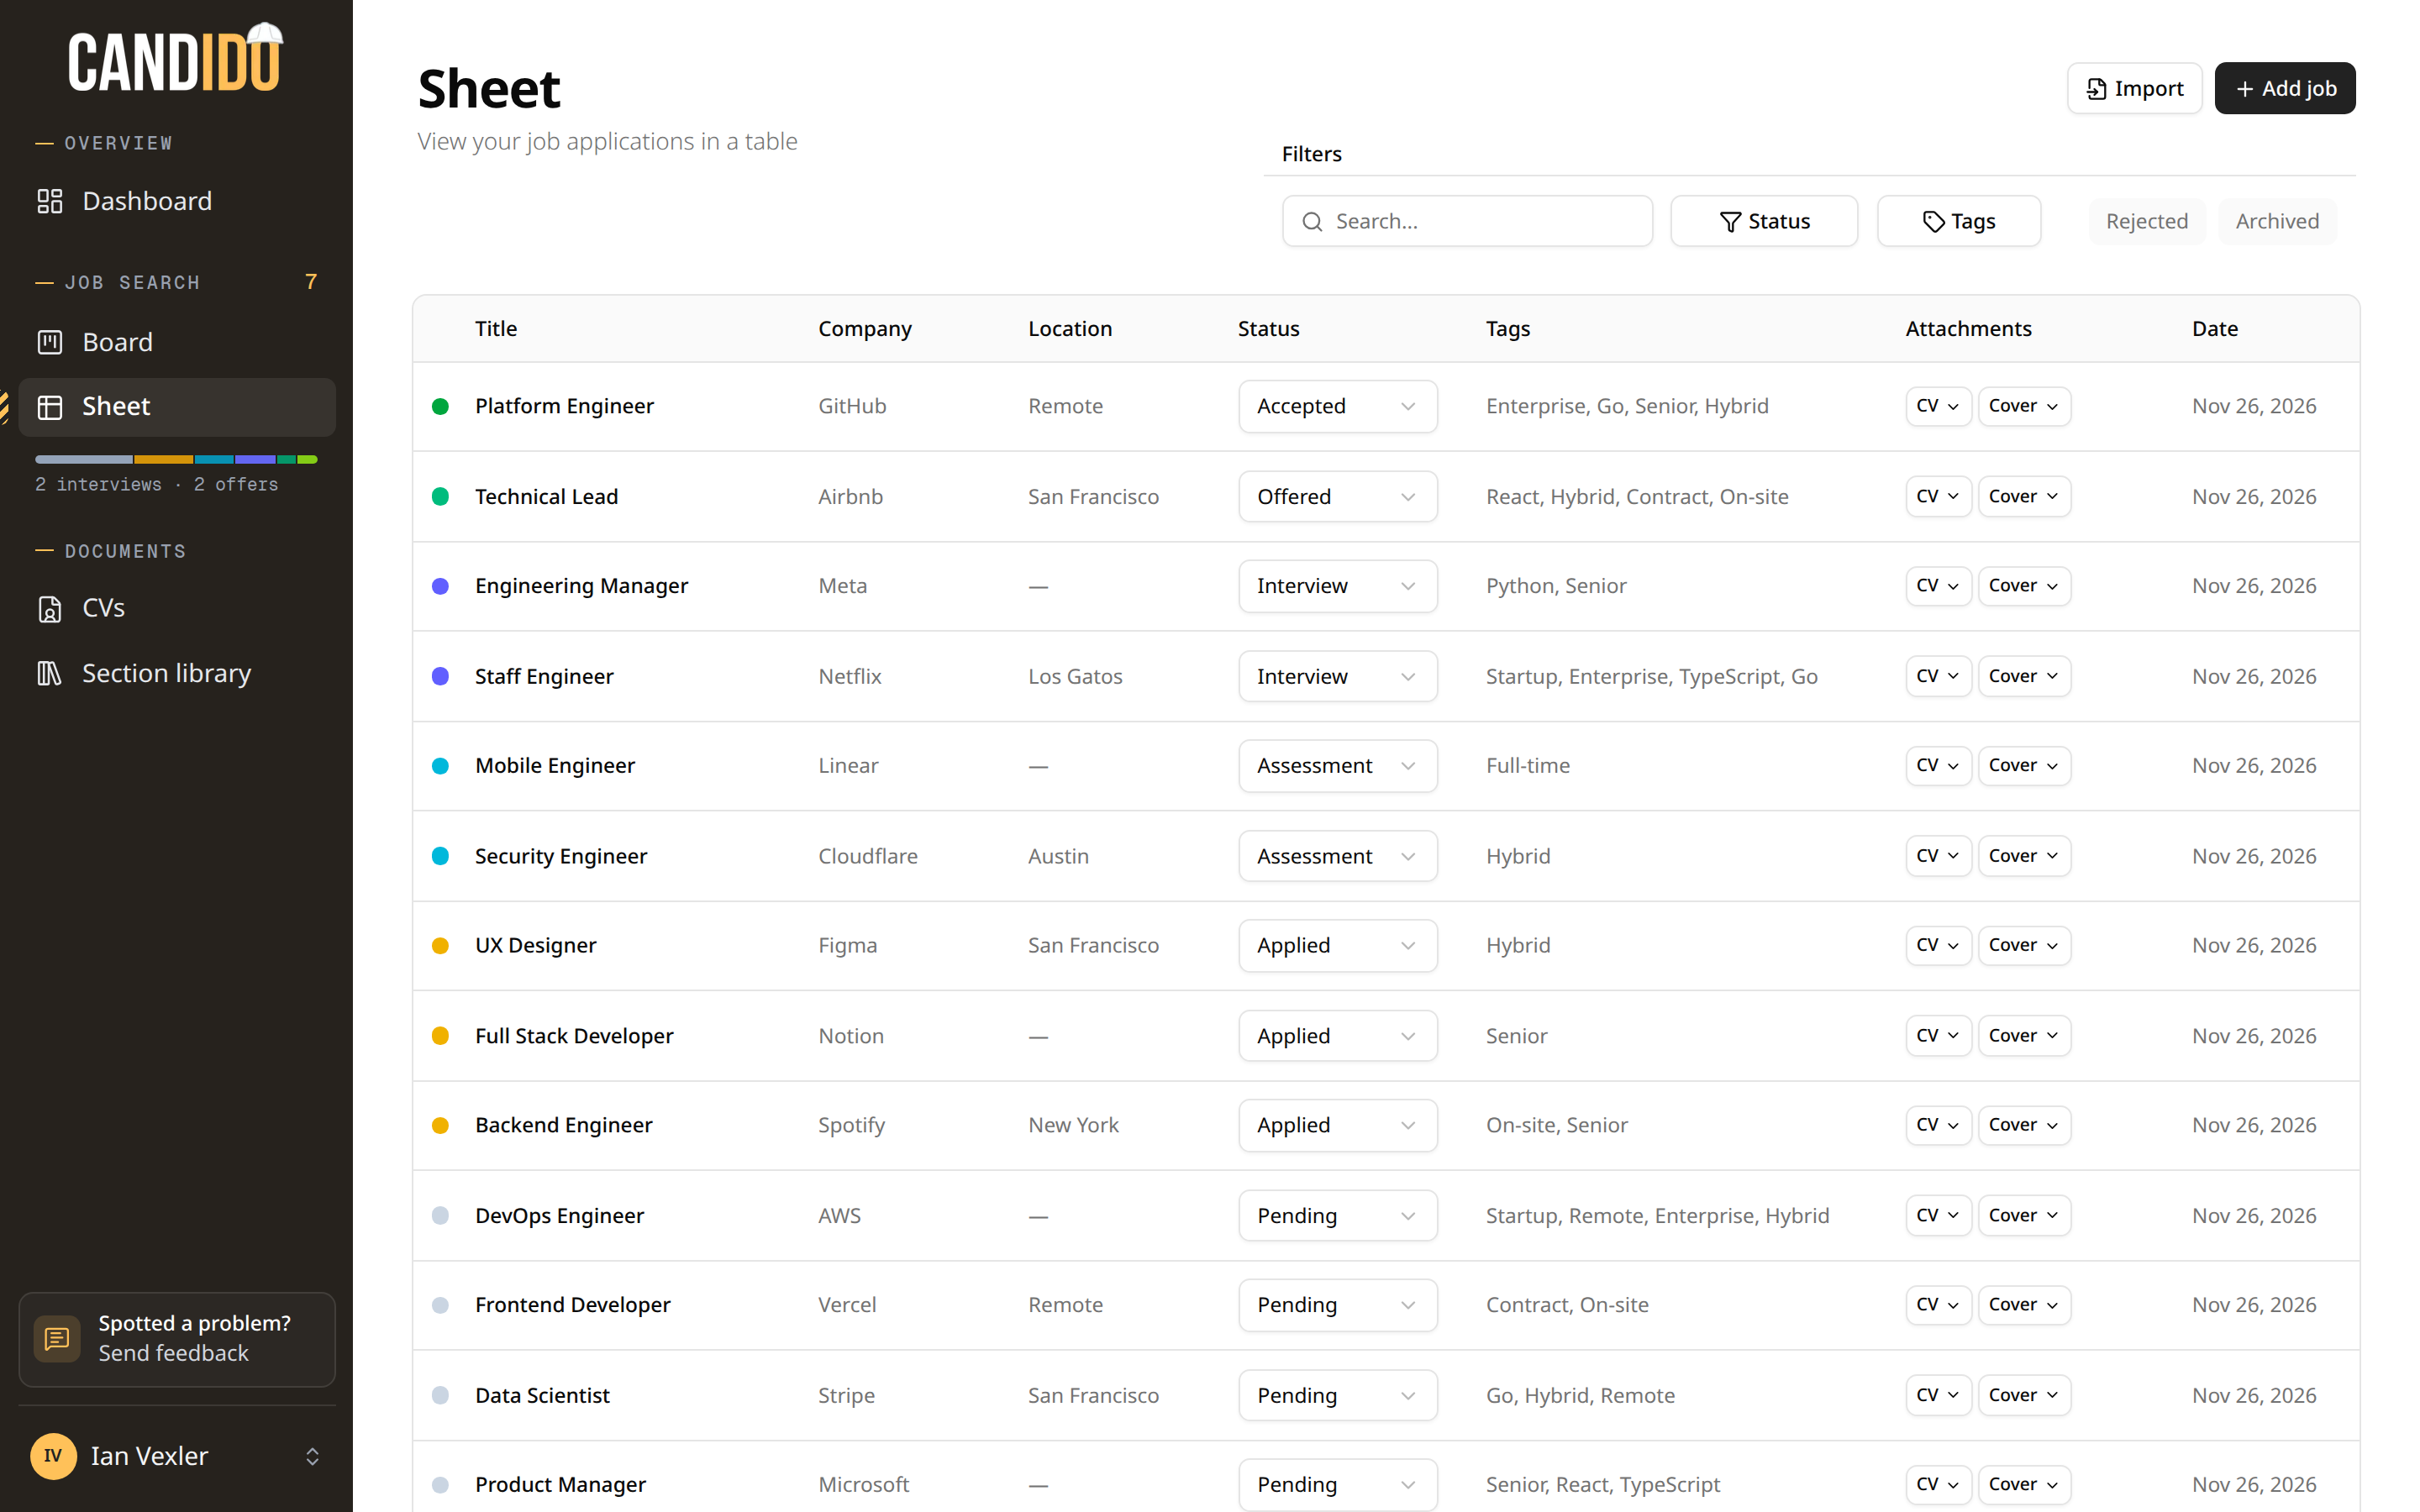 CANDIDO
OVERVIEW
Dashboard
JOB SEARCH 7
Board
Sheet
2 interviews · 2 offers
DOCUMENTS
CVs
Section library
Spotted a problem?
Send feedback
IV Ian Vexler
Sheet
View your job applications in a table
Import
Add job
Filters
Search...
Status
Tags
Rejected
Archived
Title Company Location Status Tags Attachments Date
Platform Engineer GitHub Remote Accepted Enterprise, Go, Senior, Hybrid CV Cover Nov 26, 2026
Technical Lead Airbnb San Francisco Offered React, Hybrid, Contract, On-site CV Cover Nov 26, 2026
Engineering Manager Meta — Interview Python, Senior CV Cover Nov 26, 2026
Staff Engineer Netflix Los Gatos Interview Startup, Enterprise, TypeScript, Go CV Cover Nov 26, 2026
Mobile Engineer Linear — Assessment Full-time CV Cover Nov 26, 2026
Security Engineer Cloudflare Austin Assessment Hybrid CV Cover Nov 26, 2026
UX Designer Figma San Francisco Applied Hybrid CV Cover Nov 26, 2026
Full Stack Developer Notion — Applied Senior CV Cover Nov 26, 2026
Backend Engineer Spotify New York Applied On-site, Senior CV Cover Nov 26, 2026
DevOps Engineer AWS — Pending Startup, Remote, Enterprise, Hybrid CV Cover Nov 26, 2026
Frontend Developer Vercel Remote Pending Contract, On-site CV Cover Nov 26, 2026
Data Scientist Stripe San Francisco Pending Go, Hybrid, Remote CV Cover Nov 26, 2026
Product Manager Microsoft — Pending Senior, React, TypeScript CV Cover Nov 26, 2026